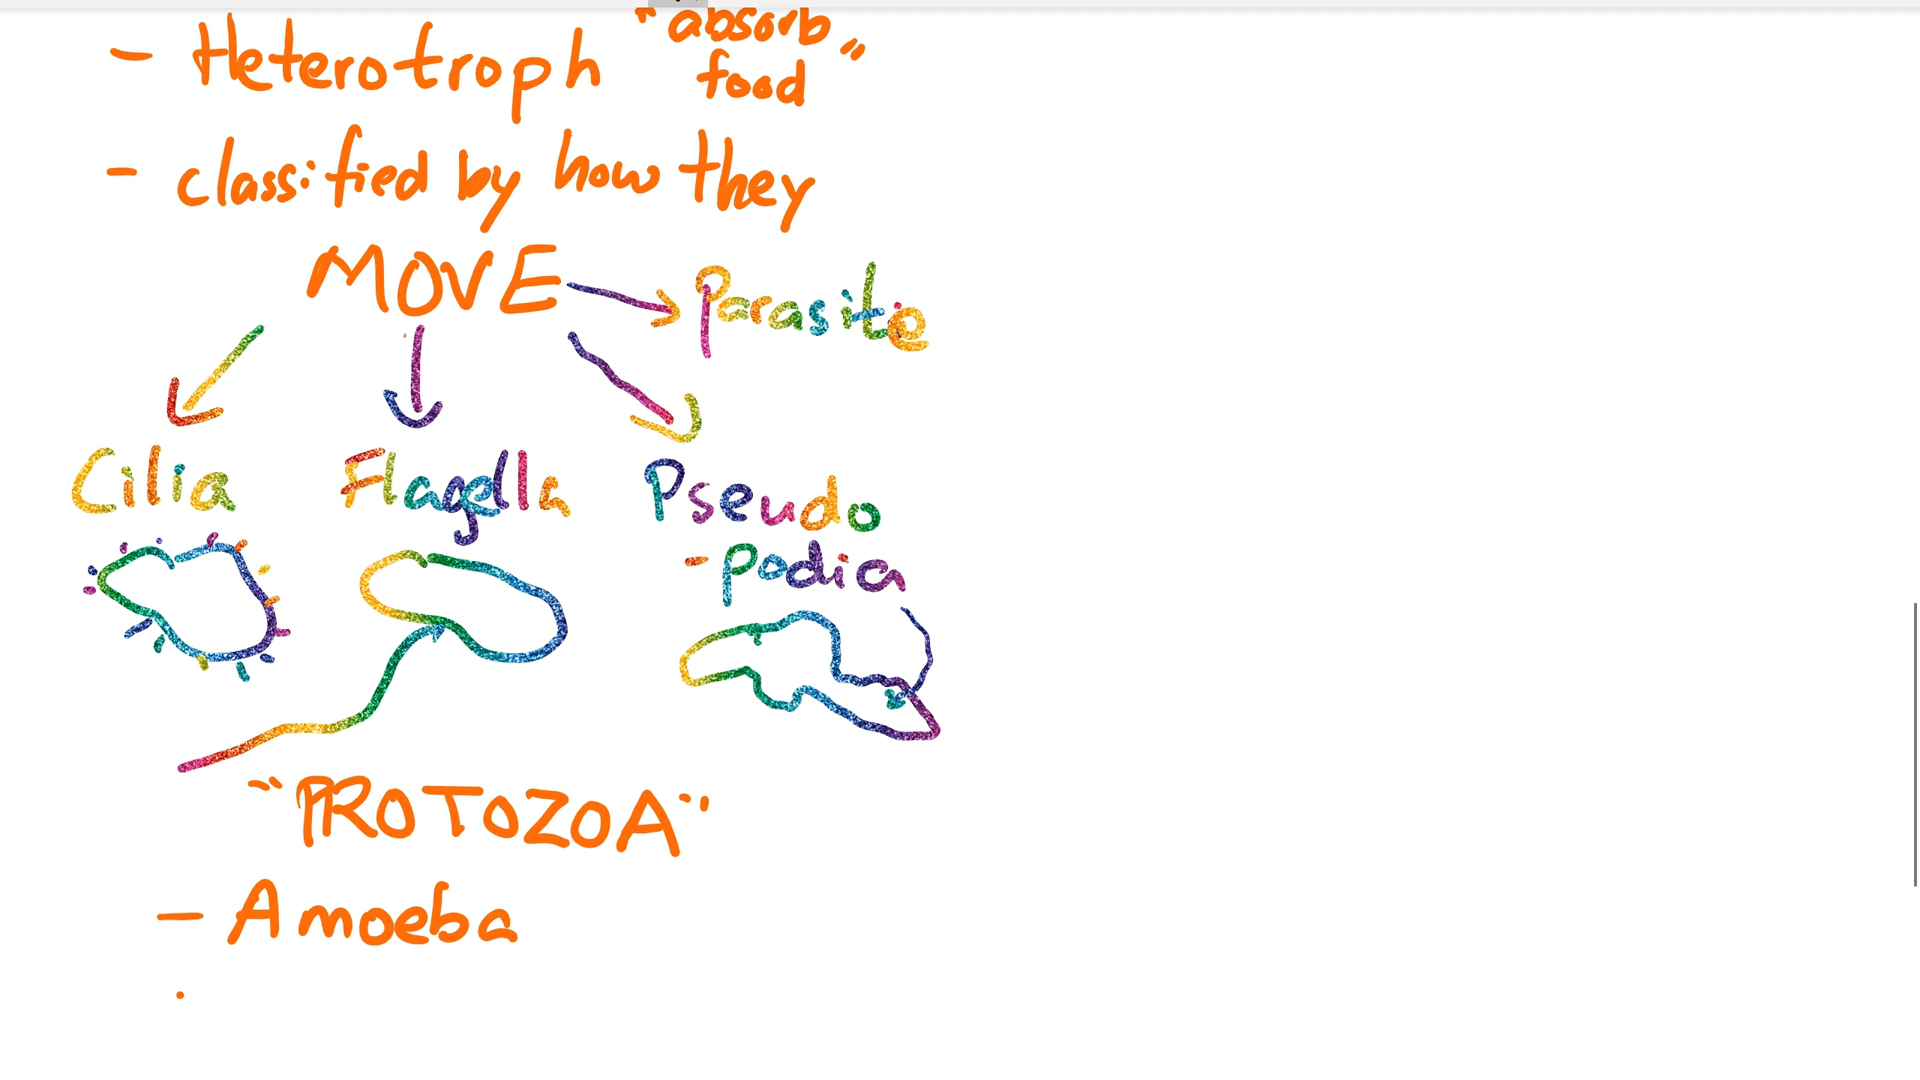 - Heterotroph "absorb food"
- classified by how they
MOVE
Parasite
Cilia
Flagella
Pseudo
-podia
"PROTOZOA"
- Amoeba